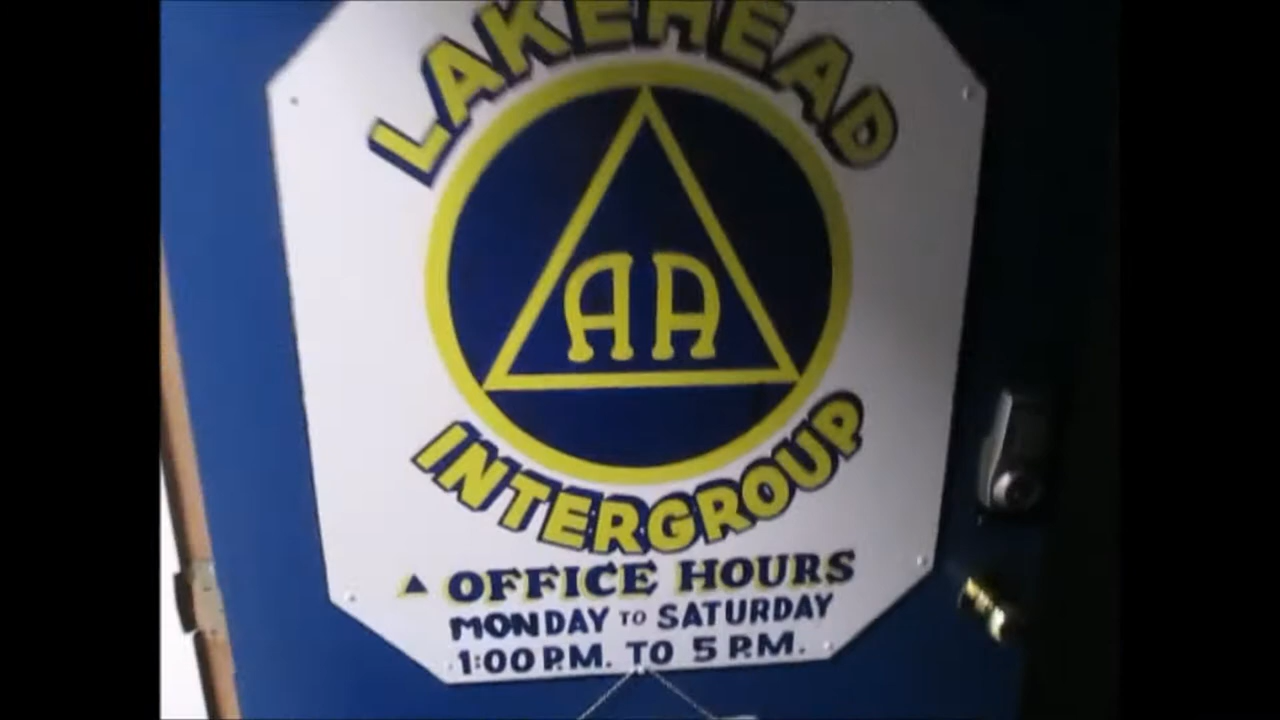 LAKEHEAD
AA
INTERGROUP
▲ OFFICE HOURS
MONDAY TO SATURDAY
1:00 P.M. TO 5 P.M.